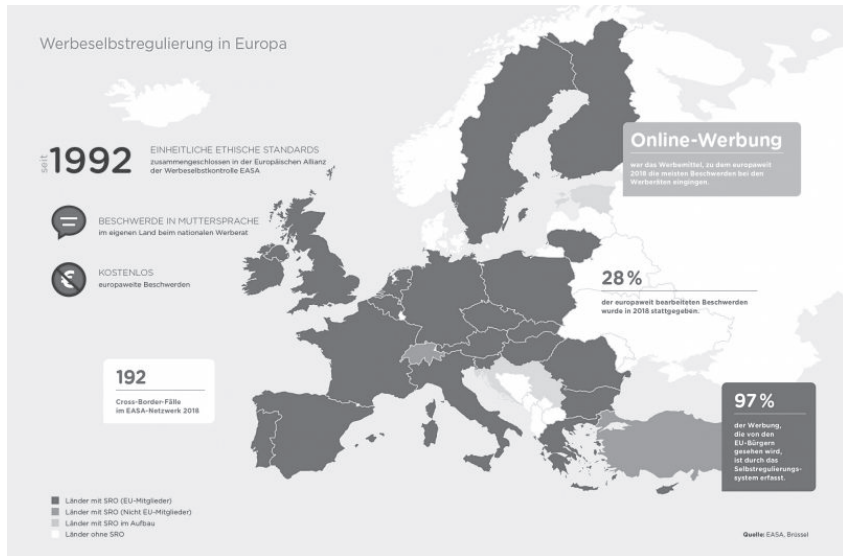 Werbeselbstregulierung in Europa
seit 1992
EINHEITLICHE ETHISCHE STANDARDS
zusammengeschlossen in der Europäischen Allianz
der Werbeselbstkontrolle EASA
BESCHWERDE IN MUTTERSPRACHE
im eigenen Land beim nationalen Werberat
KOSTENLOS
europaweite Beschwerden
192
Cross-Border-Fälle
im EASA-Netzwerk 2018
Online-Werbung
war das Werbemittel, zu dem europaweit
2018 die meisten Beschwerden bei den
Werberäten eingingen.
28 %
der europaweit bearbeiteten Beschwerden
wurde in 2018 stattgegeben.
97 %
der Werbung,
die von den
EU-Bürgern
gesehen wird,
ist durch das
Selbstregulierungs-
system erfasst.
Länder mit SRO (EU-Mitglieder)
Länder mit SRO (Nicht EU-Mitglieder)
Länder mit SRO im Aufbau
Länder ohne SRO
Quelle: EASA, Brüssel